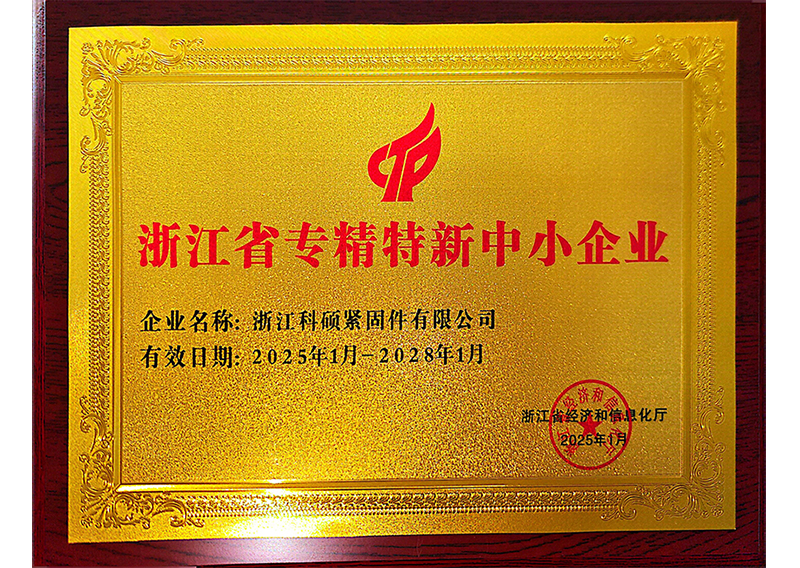 浙江省专精特新中小企业
企业名称: 浙江科硕紧固件有限公司
有效日期: 2025年1月-2028年1月
浙江省经济和信息化厅
2025年1月